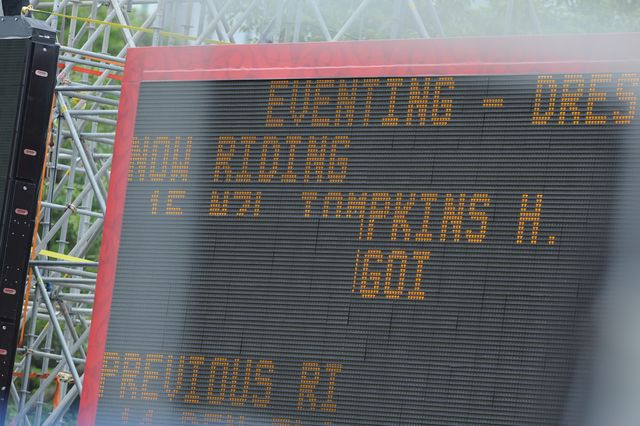 EVENTING - DRES
NOW RIDING
TOMPKINS H.
GOI
PREVIOUS RI